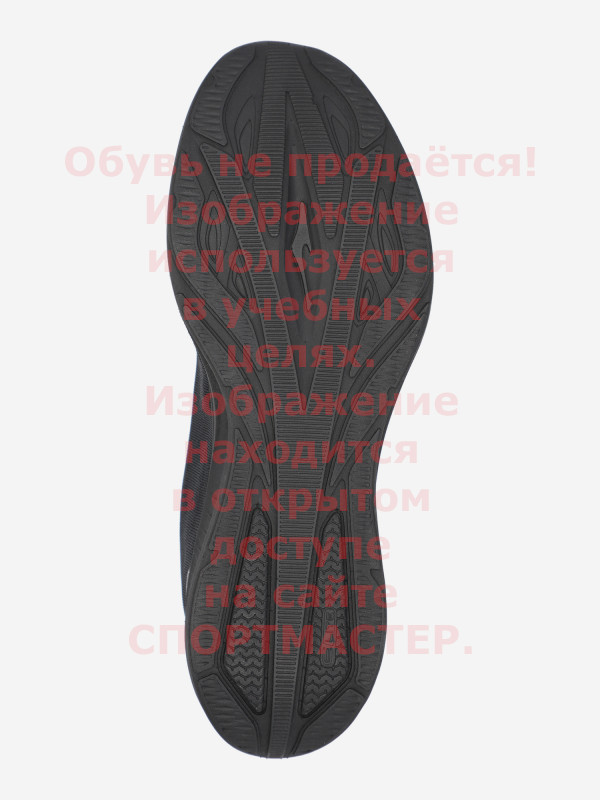 Обувь не продаётся!
Изображение
используется
в учебных
целях.
Изображение
находится
в открытом
доступе
на сайте
СПОРТМАСТЕР.